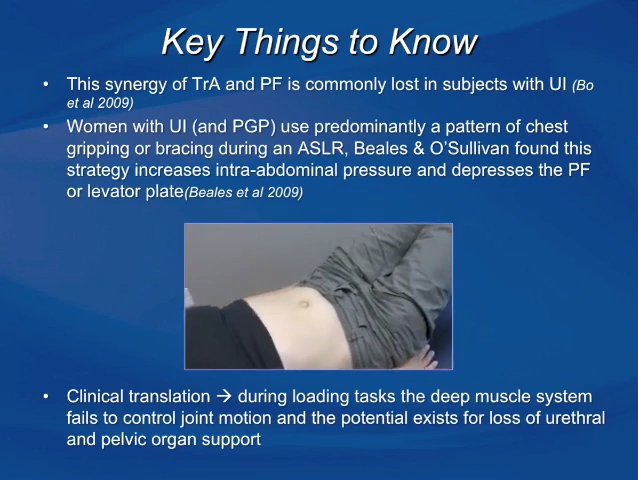 Key Things to Know
• This synergy of TrA and PF is commonly lost in subjects with UI (Bo
et al 2009)
• Women with UI (and PGP) use predominantly a pattern of chest
gripping or bracing during an ASLR, Beales & O’Sullivan found this
strategy increases intra-abdominal pressure and depresses the PF
or levator plate(Beales et al 2009)
• Clinical translation → during loading tasks the deep muscle system
fails to control joint motion and the potential exists for loss of urethral
and pelvic organ support